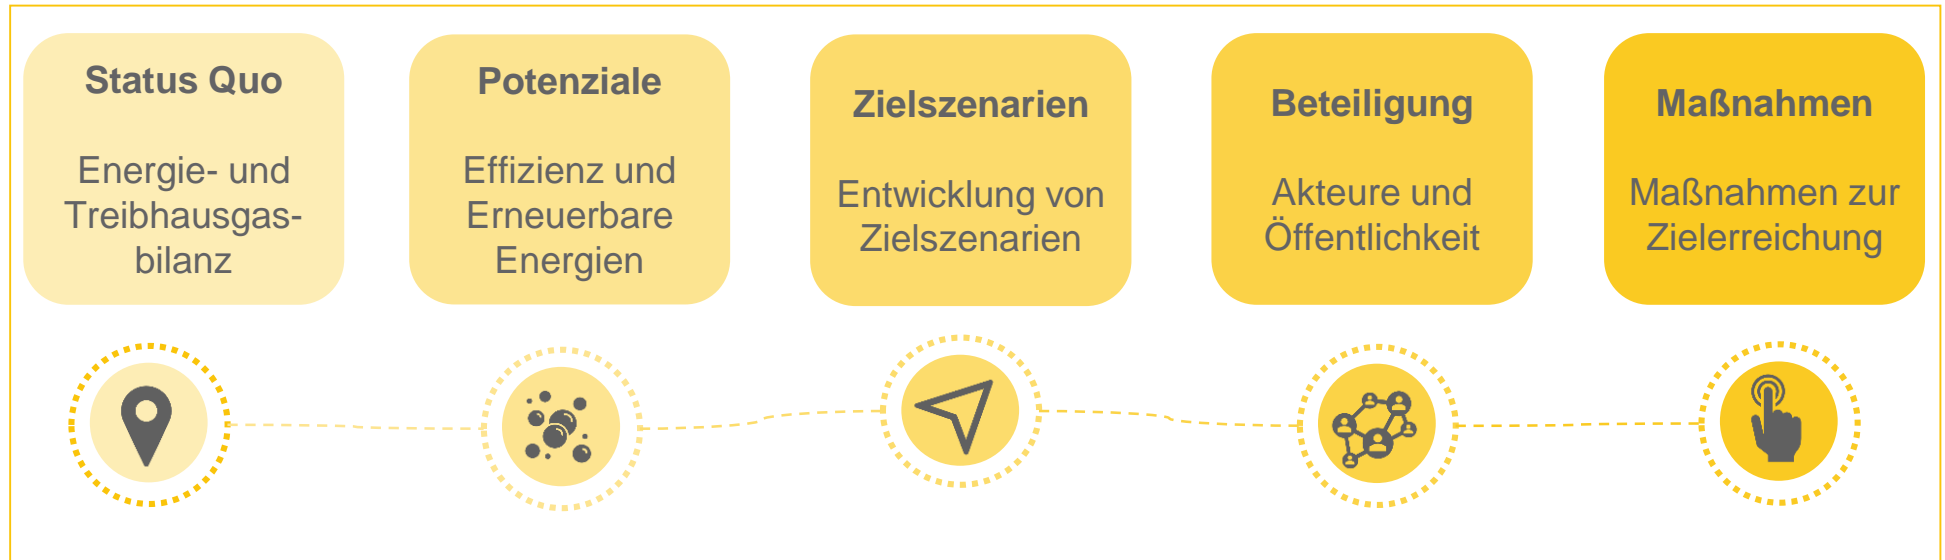 Status Quo
Energie- und
Treibhausgas-
bilanz
Potenziale
Effizienz und
Erneuerbare
Energien
Zielszenarien
Entwicklung von
Zielszenarien
Beteiligung
Akteure und
Öffentlichkeit
Maßnahmen
Maßnahmen zur
Zielerreichung